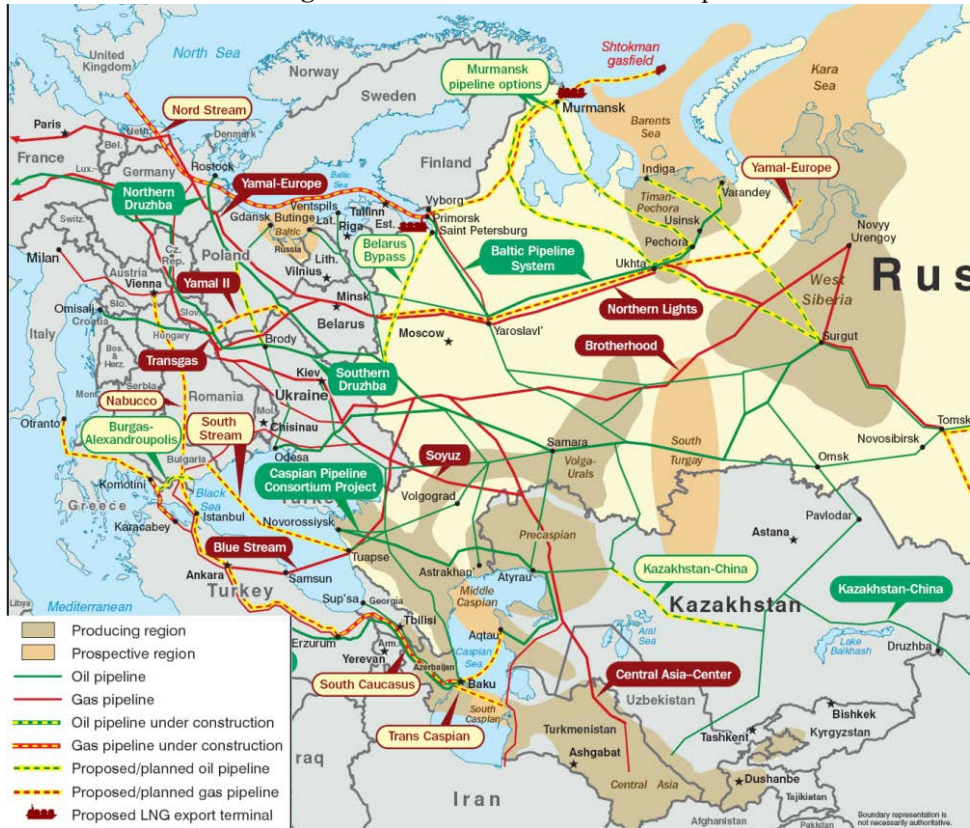 North Sea
Shtokman
gasfield
Kara
Sea
United
Kingdom
Norway
Sweden
Murmansk
pipeline options
Murmansk
Nord Stream
Paris
Neth.
Bel.
Denmark
Barents
Sea
Yamal-Europe
France
Lux.
Germany
Rostock
Finland
Indiga
Varandey
Northern
Druzhba
Yamal-Europe
Baltic
Sea
Timan-
Pechora
Usinsk
Pechora
Novyy
Urengoy
Ventspils
Tallinn
Est.
Vyborg
Primorsk
Saint Petersburg
Gdansk
Butinge
Lat.
Riga
Baltic
Russia
Lith.
Vilnius
Belarus
Bypass
Baltic Pipeline
System
Ukhta
West
Siberia
Rus
Switz.
Milan
Cz.
Rep.
Poland
Austria
Vienna
Yamal II
Minsk
Belarus
Moscow
Yaroslavl'
Northern Lights
Surgut
Omisalj
Slo.
Croatia
Slov.
Hungary
Italy
Bos.
& Herz.
Transgas
Brody
Southern
Druzhba
Brotherhood
Kiev
Ukraine
Serbia
Mont.
Nabucco
Romania
Mol.
Chisinau
Otranto
South
Stream
Burgas-
Alexandroupolis
Bulgaria
Odesa
Caspian Pipeline
Consortium Project
Soyuz
Samara
Volga-
Urals
South
Turgay
Novosibirsk
Tomsk
Omsk
Komotini
Greece
Black
Sea
Istanbul
Karacabey
Novorossiysk
Volgograd
Precaspian
Pavlodar
Astana
Blue Stream
Tuapse
Ankara
Turkey
Samsun
Astrakhan'
Atyrau
Kazakhstan-China
Kazakhstan
Kazakhstan-China
Libya
Mediterranean
Sup'sa
Georgia
Tbilisi
Middle
Caspian
Aqtau
Caspian
Sea
Aral
Sea
Lake
Balkhash
Druzhba
Erzurum
Arm.
Yerevan
Azerbaijan
Baku
South Caucasus
South
Caspian
Trans Caspian
Central Asia–Center
Uzbekistan
Turkmenistan
Ashgabat
Tashkent
Bishkek
Kyrgyzstan
Dushanbe
Tajikistan
Central Asia
Afghanistan
Pakistan
Iran
raq
Producing region
Prospective region
Oil pipeline
Gas pipeline
Oil pipeline under construction
Gas pipeline under construction
Proposed/planned oil pipeline
Proposed/planned gas pipeline
Proposed LNG export terminal
Boundary representation is
not necessarily authoritative.